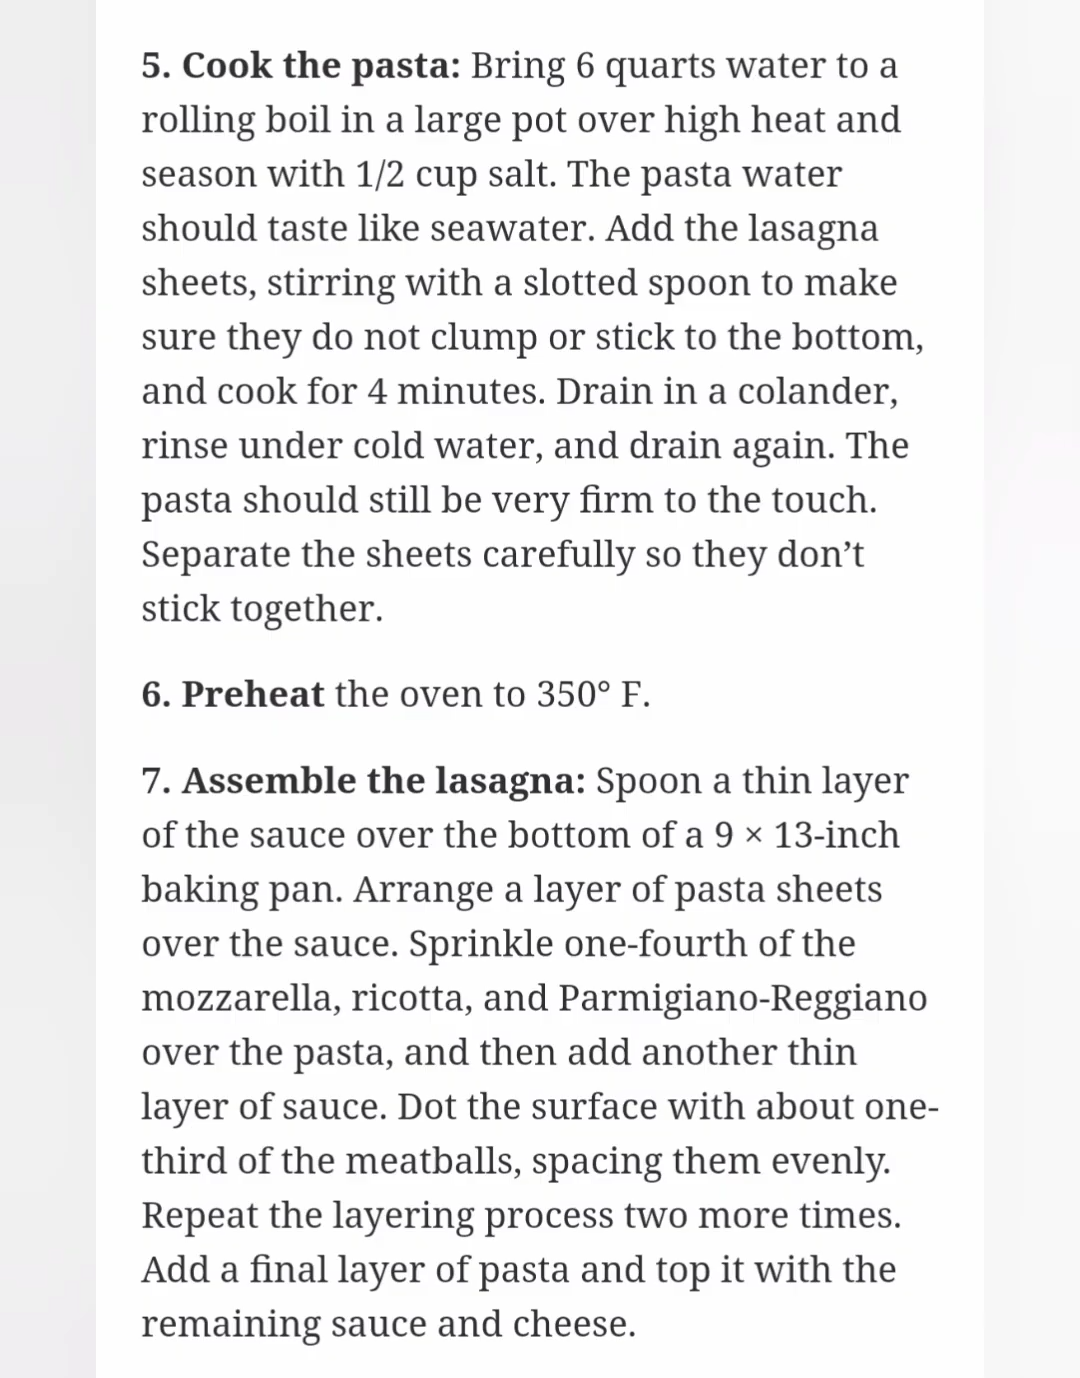 5. Cook the pasta: Bring 6 quarts water to a
rolling boil in a large pot over high heat and
season with 1/2 cup salt. The pasta water
should taste like seawater. Add the lasagna
sheets, stirring with a slotted spoon to make
sure they do not clump or stick to the bottom,
and cook for 4 minutes. Drain in a colander,
rinse under cold water, and drain again. The
pasta should still be very firm to the touch.
Separate the sheets carefully so they don’t
stick together.
6. Preheat the oven to 350° F.
7. Assemble the lasagna: Spoon a thin layer
of the sauce over the bottom of a 9 × 13-inch
baking pan. Arrange a layer of pasta sheets
over the sauce. Sprinkle one-fourth of the
mozzarella, ricotta, and Parmigiano-Reggiano
over the pasta, and then add another thin
layer of sauce. Dot the surface with about one-
third of the meatballs, spacing them evenly.
Repeat the layering process two more times.
Add a final layer of pasta and top it with the
remaining sauce and cheese.